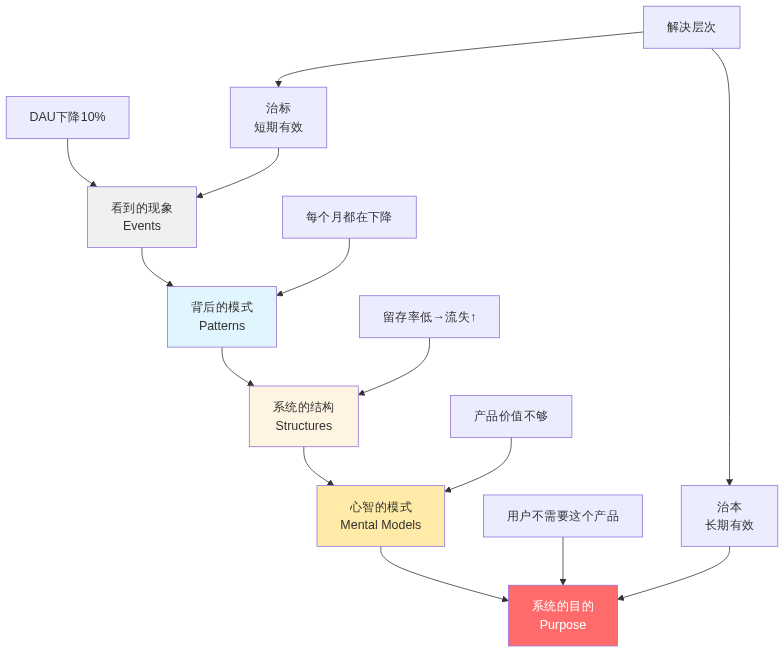 解决层次
治标
短期有效
DAU下降10%
看到的现象
Events
每个月都在下降
背后的模式
Patterns
留存率低→流失↑
系统的结构
Structures
产品价值不够
心智的模式
Mental Models
用户不需要这个产品
治本
长期有效
系统的目的
Purpose